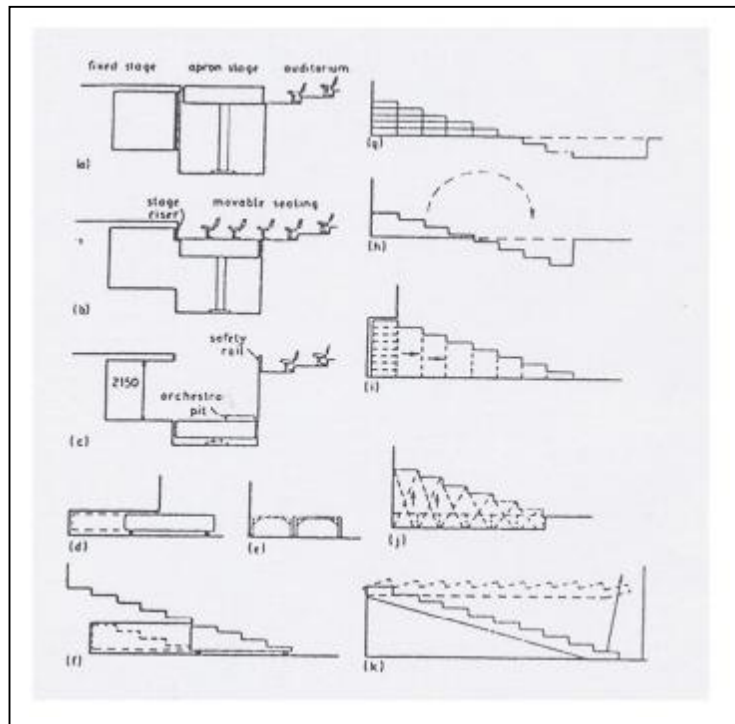 fixed stage apron stage auditorium
(a)
stage riser movable seating
(b)
safety rail
2150
orchestra pit
(c)
(d)
(e)
(f)
(g)
(h)
(i)
(j)
(k)